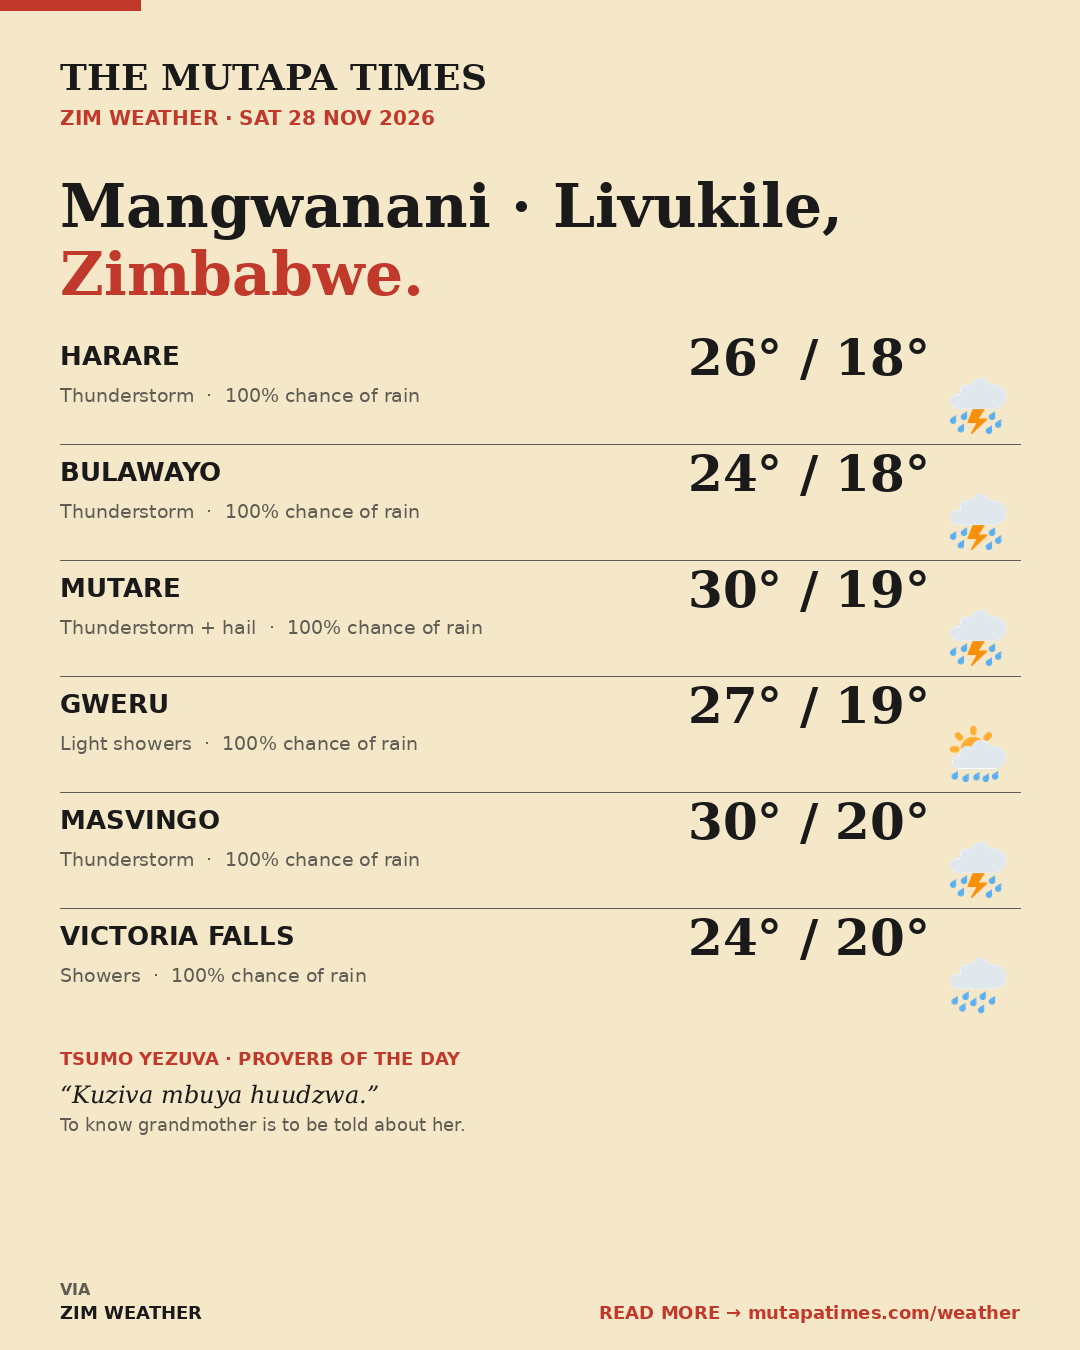 THE MUTAPA TIMES
ZIM WEATHER · SAT 28 NOV 2026
Mangwanani · Livukile,
Zimbabwe.
HARARE
26° / 18°
Thunderstorm · 100% chance of rain
BULAWAYO
24° / 18°
Thunderstorm · 100% chance of rain
MUTARE
30° / 19°
Thunderstorm + hail · 100% chance of rain
GWERU
27° / 19°
Light showers · 100% chance of rain
MASVINGO
30° / 20°
Thunderstorm · 100% chance of rain
VICTORIA FALLS
24° / 20°
Showers · 100% chance of rain
TSUMO YEZUVA · PROVERB OF THE DAY
“Kuziva mbuya huudzwa.”
To know grandmother is to be told about her.
VIA
ZIM WEATHER
READ MORE → mutapatimes.com/weather